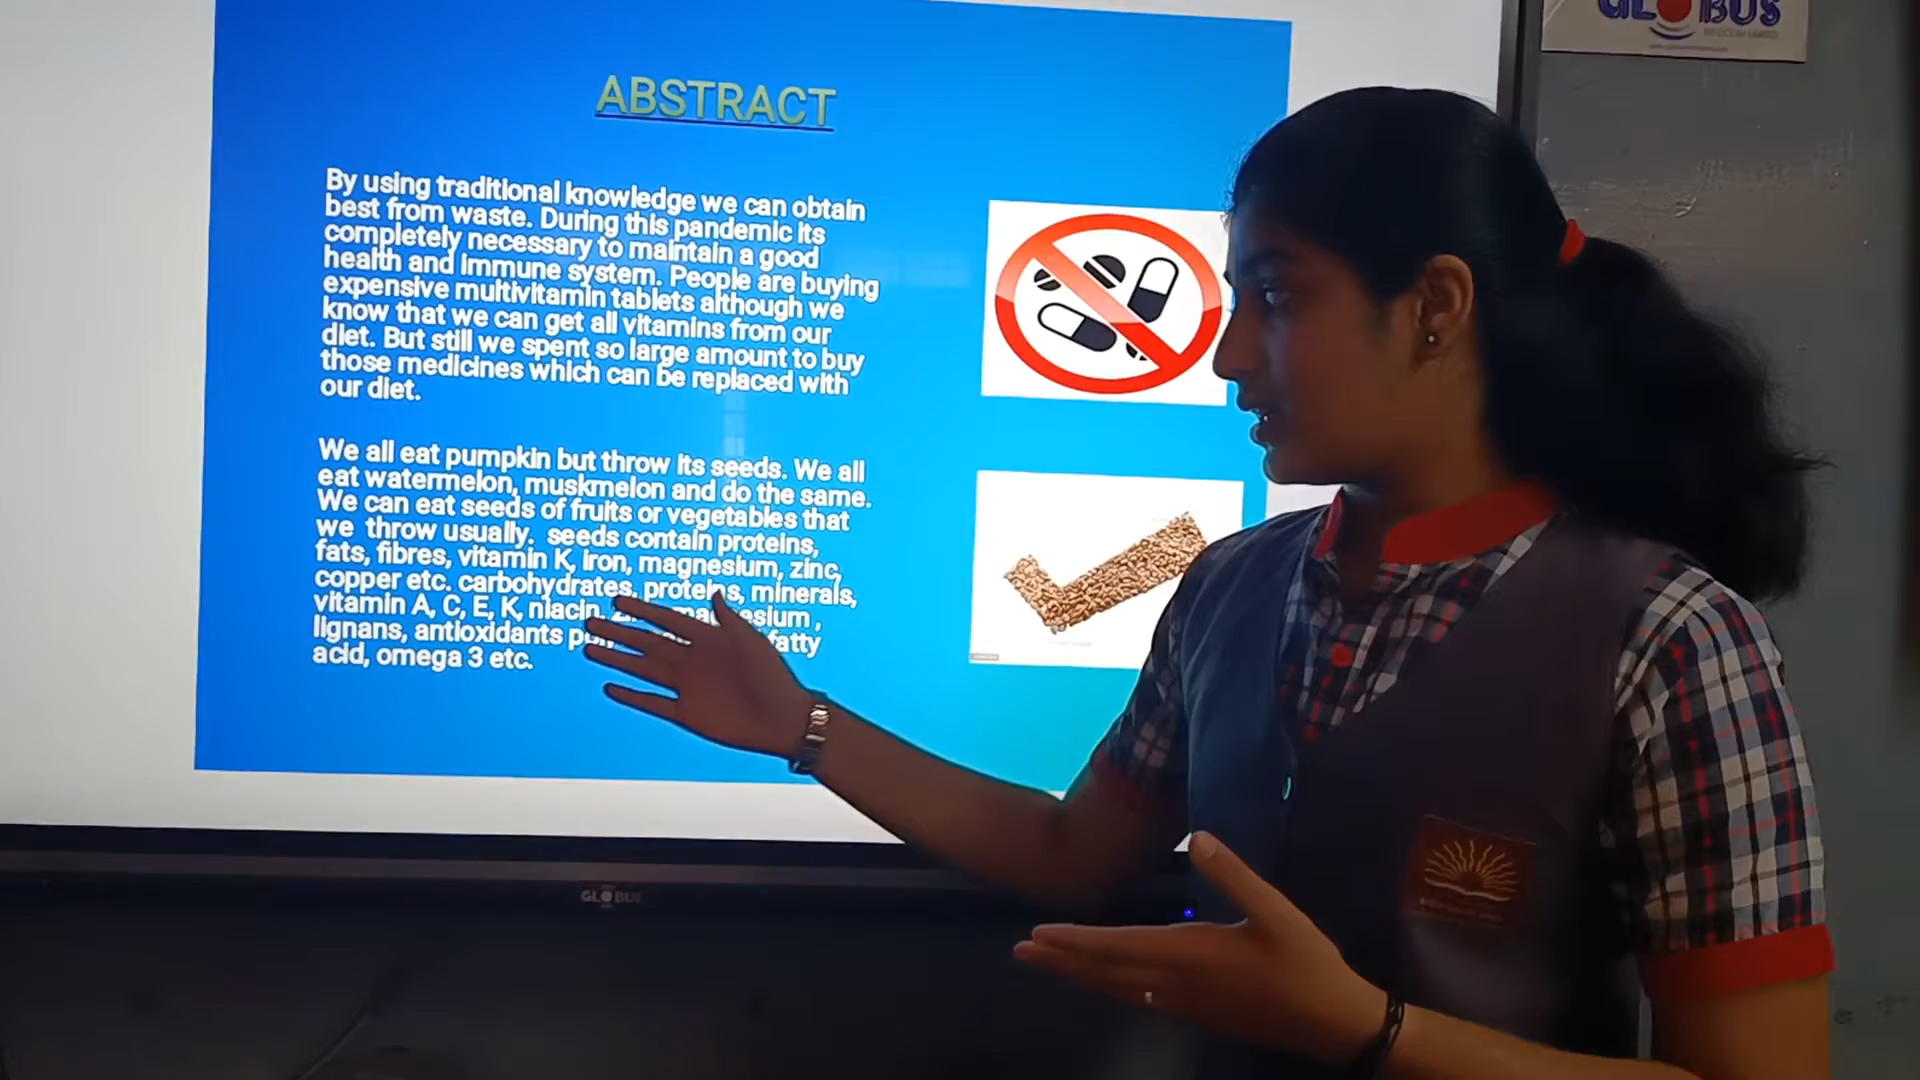 GLOBUS
ABSTRACT
By using traditional knowledge we can obtain
best from waste. During this pandemic its
completely necessary to maintain a good
health and immune system. People are buying
expensive multivitamin tablets although we
know that we can get all vitamins from our
diet. But still we spent so large amount to buy
those medicines which can be replaced with
our diet.
We all eat pumpkin but throw its seeds. We all
eat watermelon, muskmelon and do the same.
We can eat seeds of fruits or vegetables that
we throw usually. seeds contain proteins,
fats, fibres, vitamin K, iron, magnesium, zinc,
copper etc. carbohydrates, proteins, minerals,
vitamin A, C, E, K, niacin,
lignans, antioxidants fatty
acid, omega 3 etc.
GLOBUS